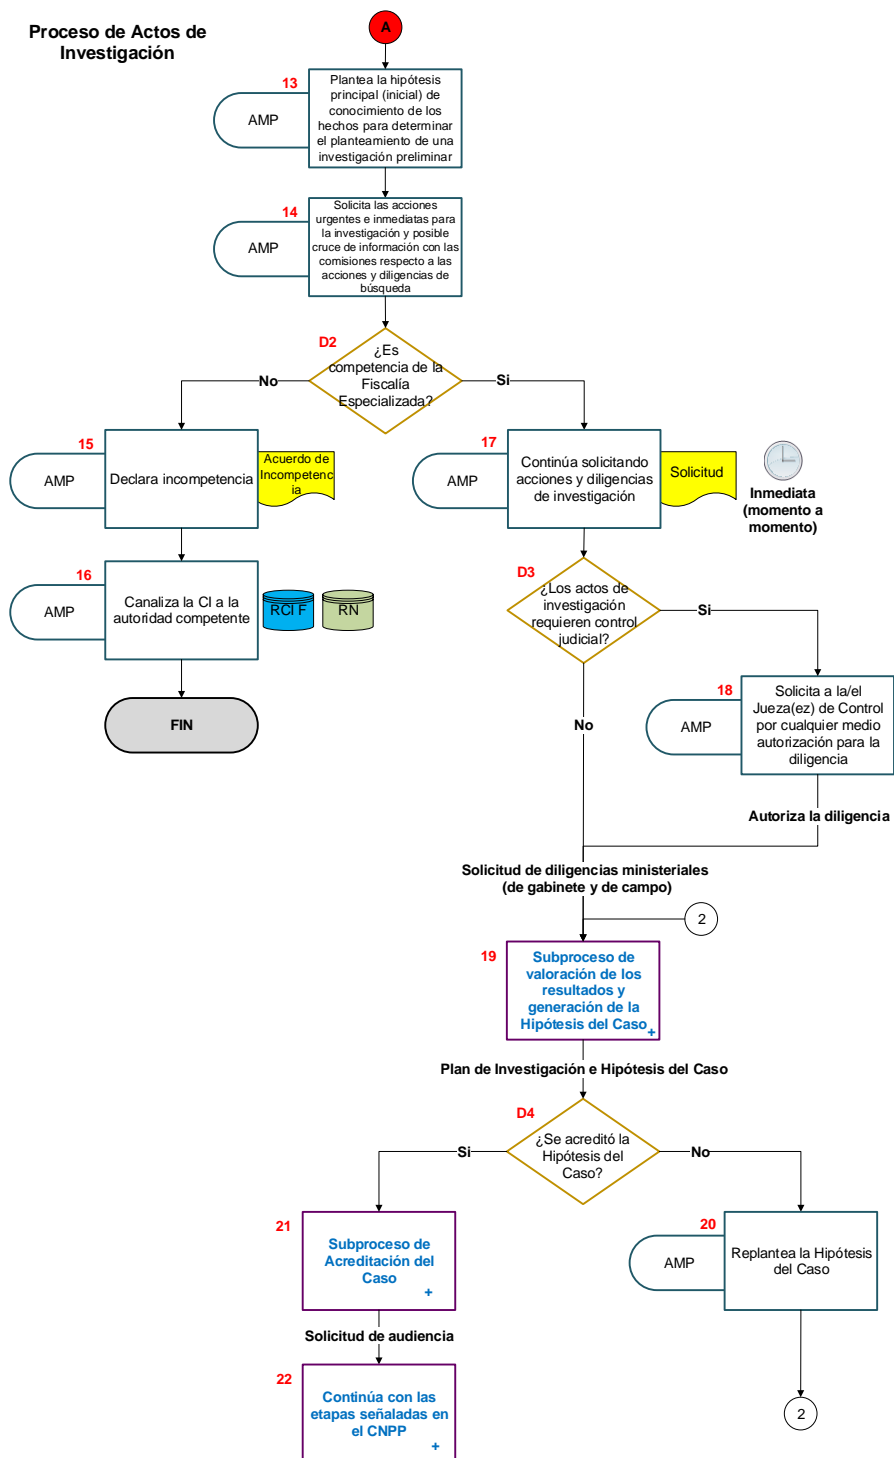 Proceso de Actos de
Investigación
A
13
AMP
Plantea la hipótesis
principal (inicial) de
conocimiento de los
hechos para determinar
el planteamiento de una
investigación preliminar
14
AMP
Solicita las acciones
urgentes e inmediatas para
la investigación y posible
cruce de información con las
comisiones respecto a las
acciones y diligencias de
búsqueda
D2
¿Es
competencia de la
Fiscalía
Especializada?
No
Si
15
AMP
Declara incompetencia
Acuerdo de
Incompetenc
ia
17
AMP
Continúa solicitando
acciones y diligencias
de investigación
Solicitud
Inmediata
(momento a
momento)
16
AMP
Canaliza la CI a la
autoridad competente
RCI F
RN
D3
¿Los actos de
investigación
requieren control
judicial?
Si
No
FIN
18
AMP
Solicita a la/el
Jueza(ez) de Control
por cualquier medio
autorización para la
diligencia
Autoriza la diligencia
Solicitud de diligencias ministeriales
(de gabinete y de campo)
2
19
Subproceso de
valoración de los
resultados y
generación de la
Hipótesis del Caso
+
Plan de Investigación e Hipótesis del Caso
D4
¿Se acreditó la
Hipótesis del
Caso?
Si
No
21
Subproceso de
Acreditación del
Caso
+
20
AMP
Replantea la Hipótesis
del Caso
Solicitud de audiencia
22
Continúa con las
etapas señaladas en
el CNPP
+
2